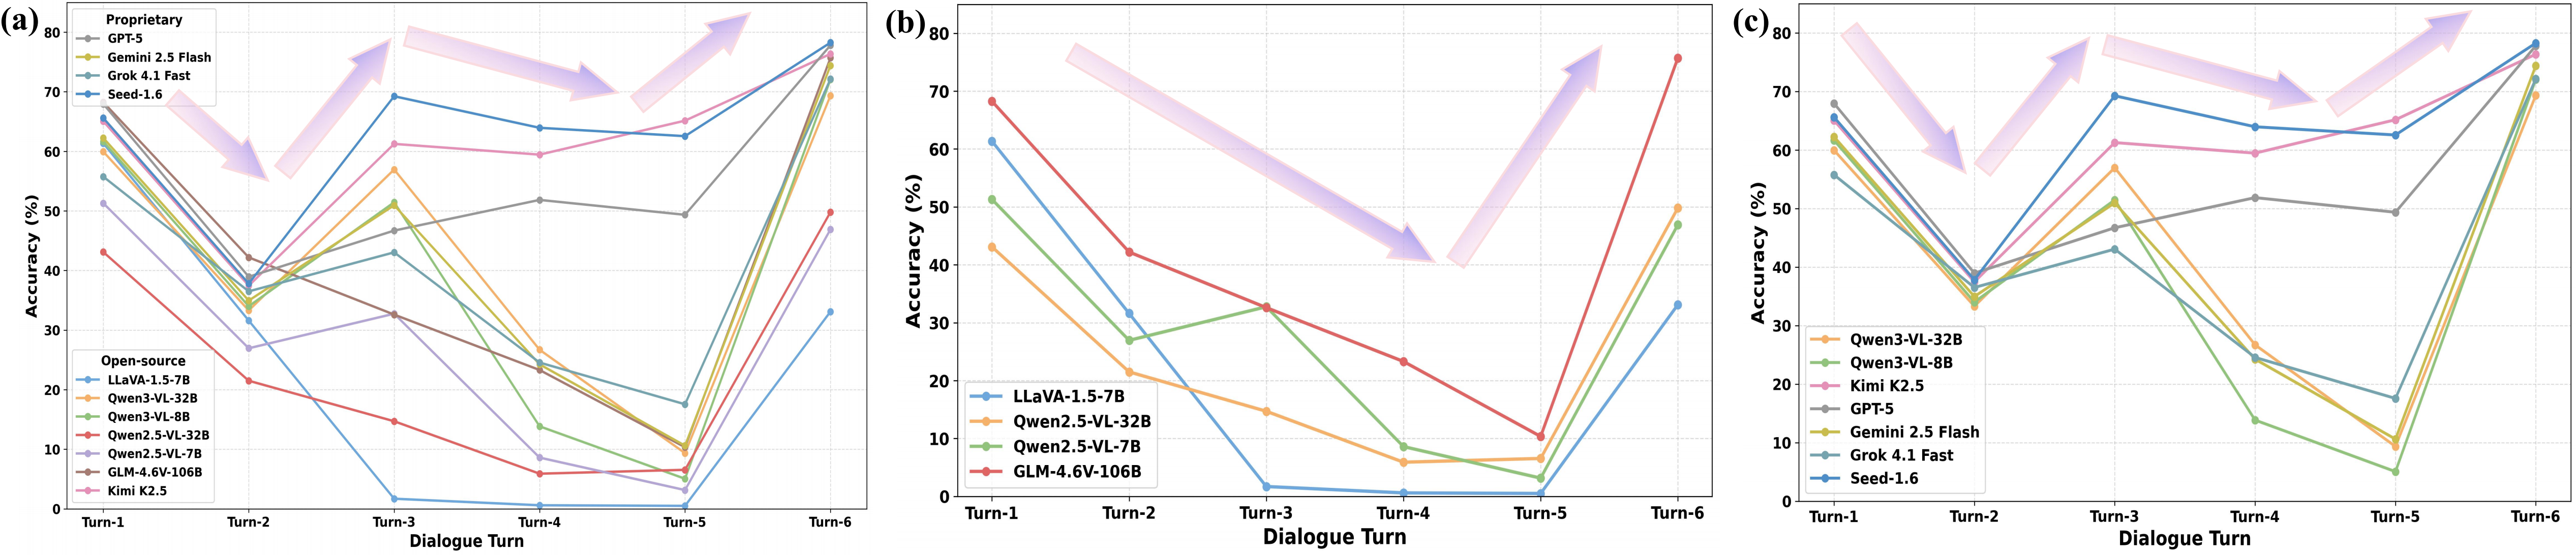 (a)
Proprietary
GPT-5
Gemini 2.5 Flash
Grok 4.1 Fast
Seed-1.6
Open-source
LLaVA-1.5-7B
Qwen3-VL-32B
Qwen3-VL-8B
Qwen2.5-VL-32B
Qwen2.5-VL-7B
GLM-4.6V-106B
Kimi K2.5
Accuracy (%)
80
70
60
50
40
30
20
10
0
Turn-1 Turn-2 Turn-3 Turn-4 Turn-5 Turn-6
Dialogue Turn
(b)
Accuracy (%)
80
70
60
50
40
30
20
10
0
LLaVA-1.5-7B
Qwen2.5-VL-32B
Qwen2.5-VL-7B
GLM-4.6V-106B
Turn-1 Turn-2 Turn-3 Turn-4 Turn-5 Turn-6
Dialogue Turn
(c)
Accuracy (%)
80
70
60
50
40
30
20
10
0
Qwen3-VL-32B
Qwen3-VL-8B
Kimi K2.5
GPT-5
Gemini 2.5 Flash
Grok 4.1 Fast
Seed-1.6
Turn-1 Turn-2 Turn-3 Turn-4 Turn-5 Turn-6
Dialogue Turn